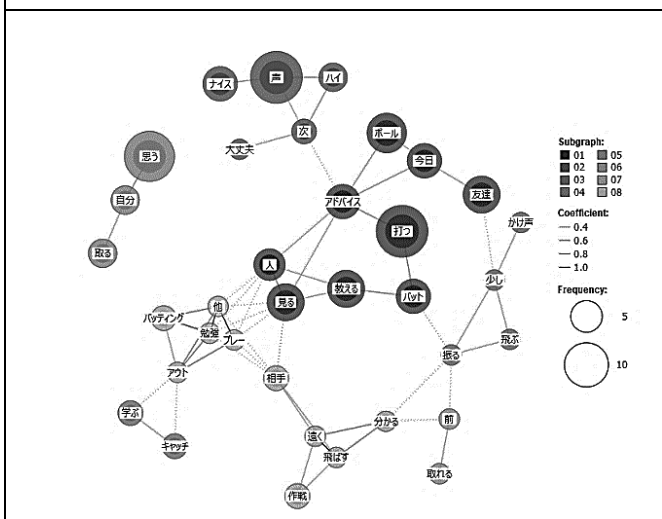 ナイス
声
ハイ
次
大丈夫
ボール
今日
思う
自分
取る
アドバイス
友達
かけ声
打つ
人
見る
教える
バット
少し
飛ぶ
振る
他
バッティング
勉強
プレー
アウト
相手
学ぶ
キャッチ
遠く
分かる
前
飛ばす
取れる
作戦
Subgraph:
01 05
02 06
03 07
04 08
Coefficient:
0.4
0.6
0.8
1.0
Frequency:
5
10